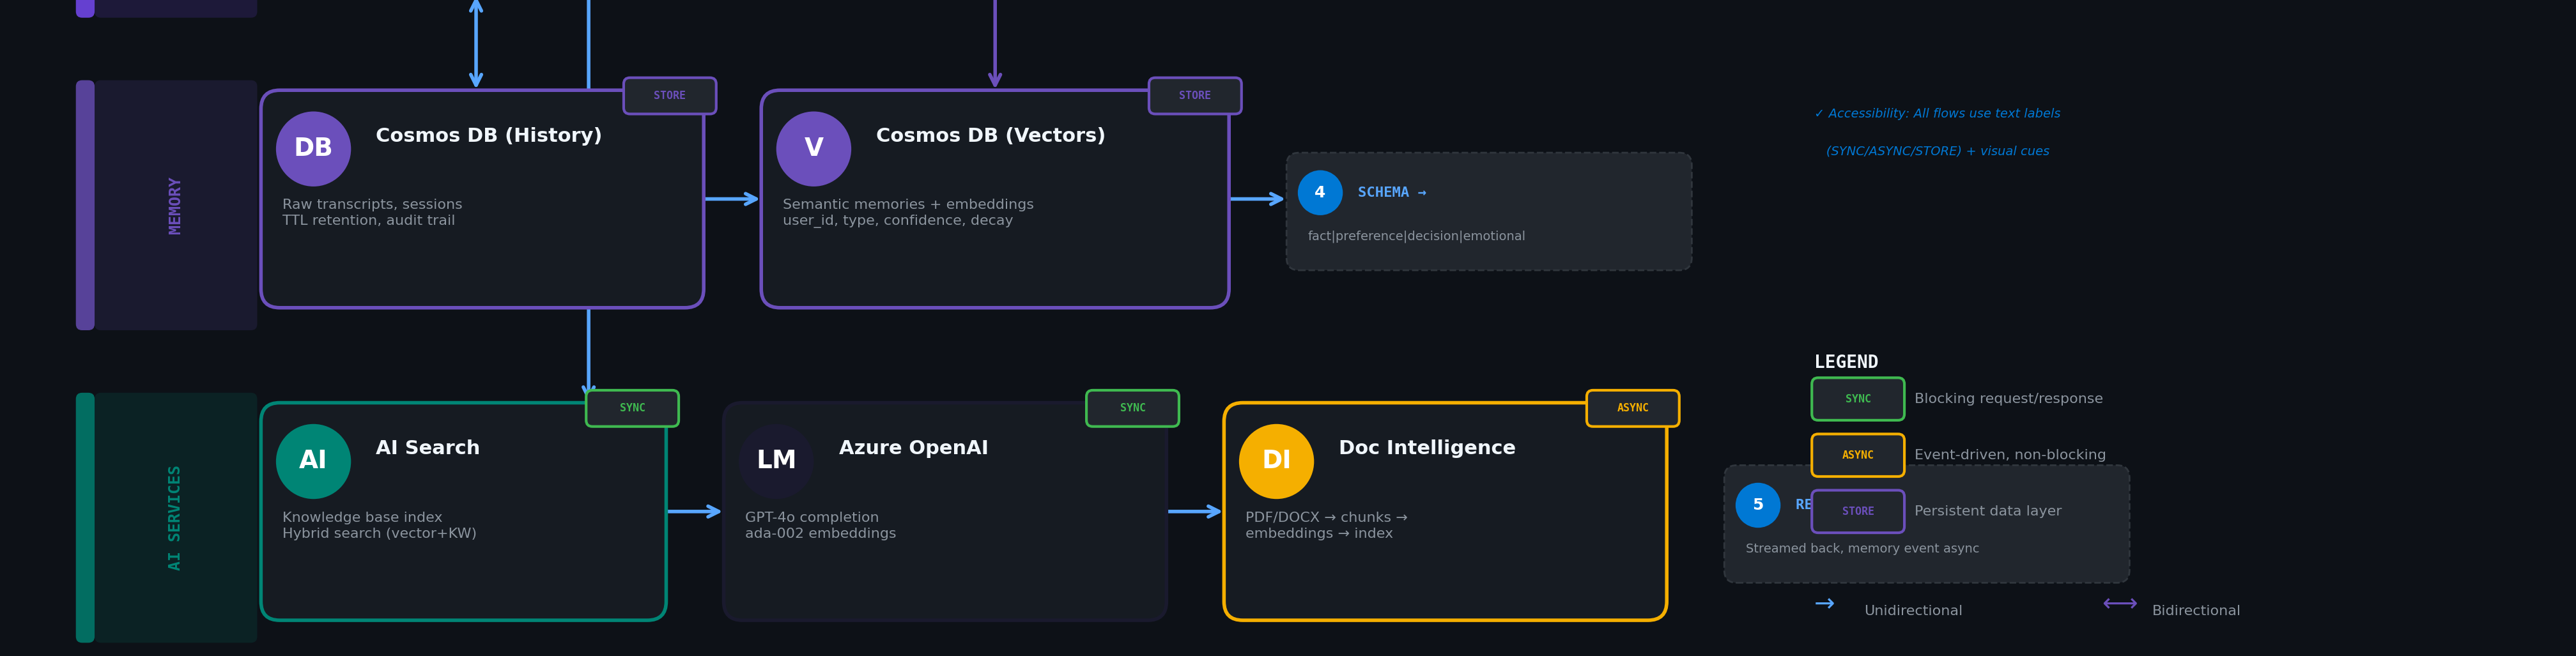 MEMORY
STORE
DB
Cosmos DB (History)
Raw transcripts, sessions
TTL retention, audit trail
STORE
V
Cosmos DB (Vectors)
Semantic memories + embeddings
user_id, type, confidence, decay
4
SCHEMA →
fact|preference|decision|emotional
✓ Accessibility: All flows use text labels
(SYNC/ASYNC/STORE) + visual cues
AI SERVICES
SYNC
AI
AI Search
Knowledge base index
Hybrid search (vector+KW)
SYNC
LM
Azure OpenAI
GPT-4o completion
ada-002 embeddings
ASYNC
DI
Doc Intelligence
PDF/DOCX → chunks →
embeddings → index
LEGEND
SYNC
Blocking request/response
ASYNC
Event-driven, non-blocking
5
STORE
Persistent data layer
Streamed back, memory event async
→ Unidirectional
⟷ Bidirectional